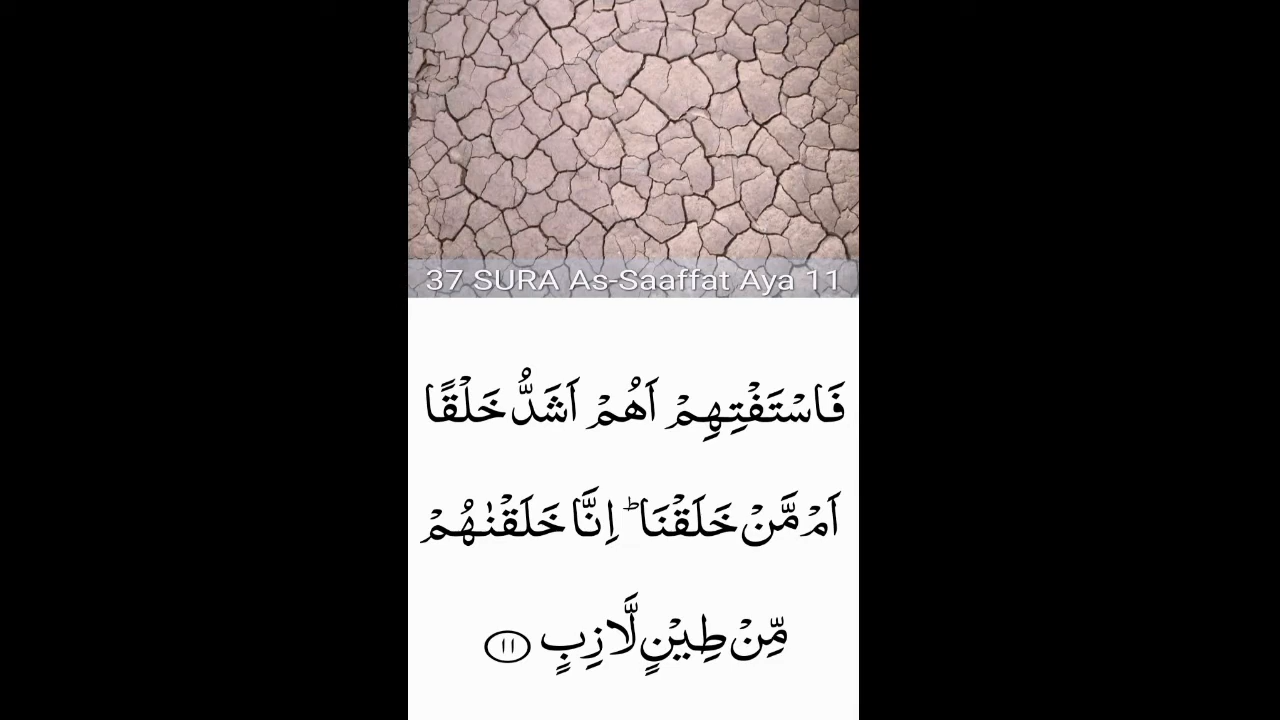 37 SURA As-Saaffat Aya 11
فَاسْتَفْتِهِمْ اَهُمْ اَشَدُّ خَلْقًا
اَمْ مَّنْ خَلَقْنَا ؕ اِنَّا خَلَقْنٰهُمْ
مِّنْ طِیْنٍ لَّازِبٍ ۝۱۱